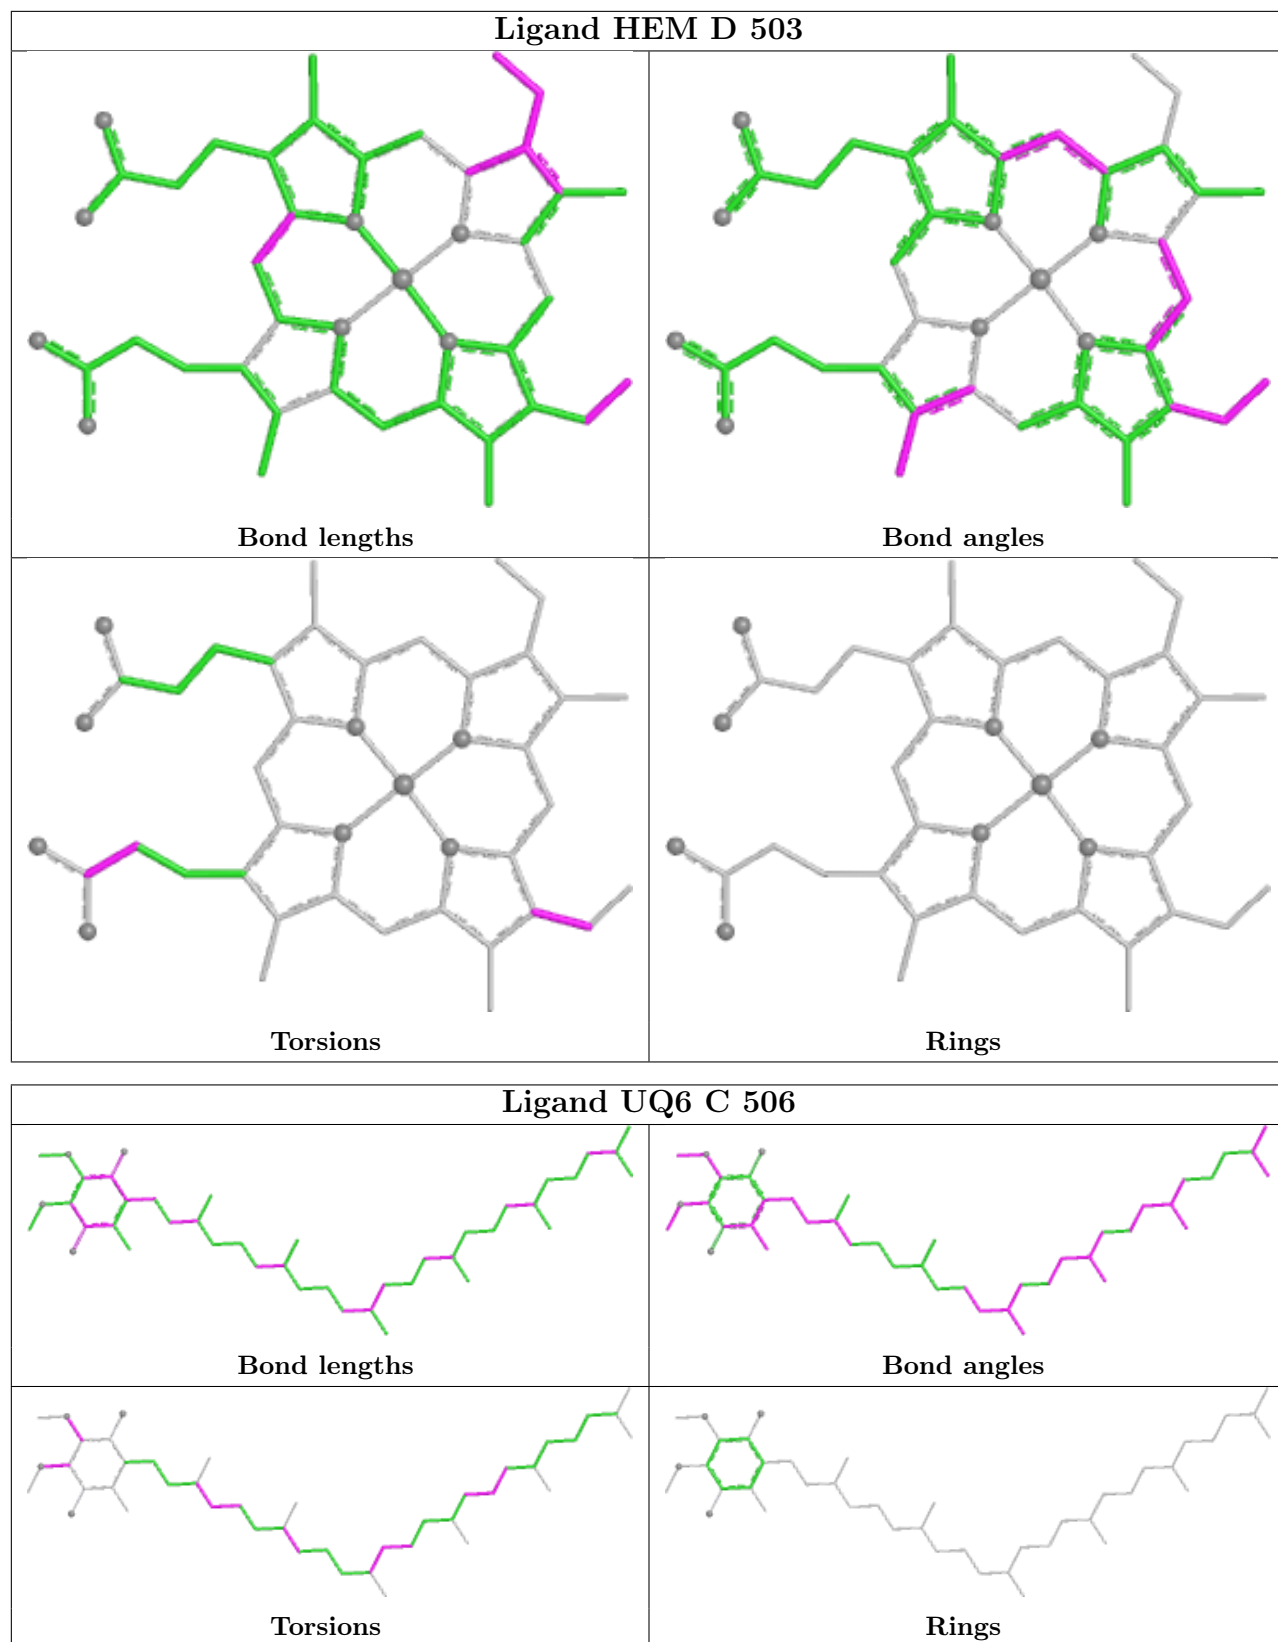 Ligand HEM D 503
Bond lengths
Bond angles
Torsions
Rings
Ligand UQ6 C 506
Bond lengths
Bond angles
Torsions
Rings